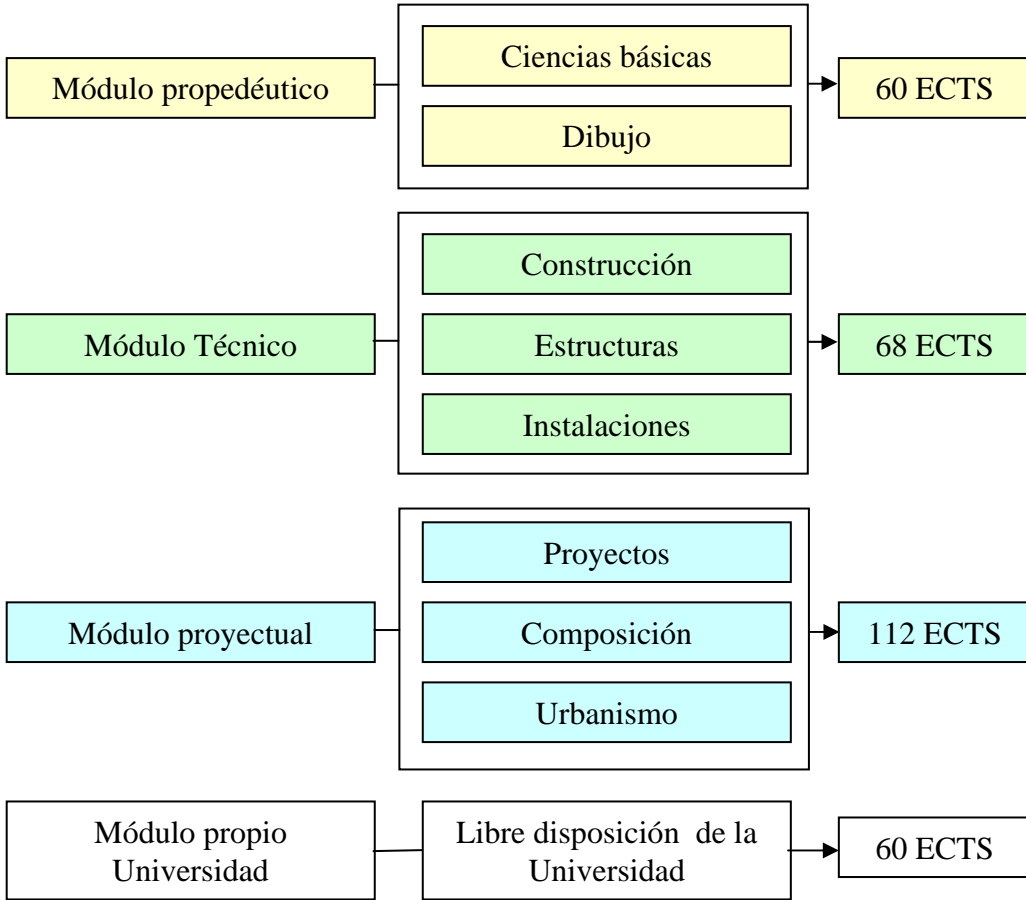 Módulo propedéutico
Ciencias básicas
Dibujo
60 ECTS
Módulo Técnico
Construcción
Estructuras
Instalaciones
68 ECTS
Módulo proyectual
Proyectos
Composición
Urbanismo
112 ECTS
Módulo propio
Universidad
Libre disposición de la
Universidad
60 ECTS